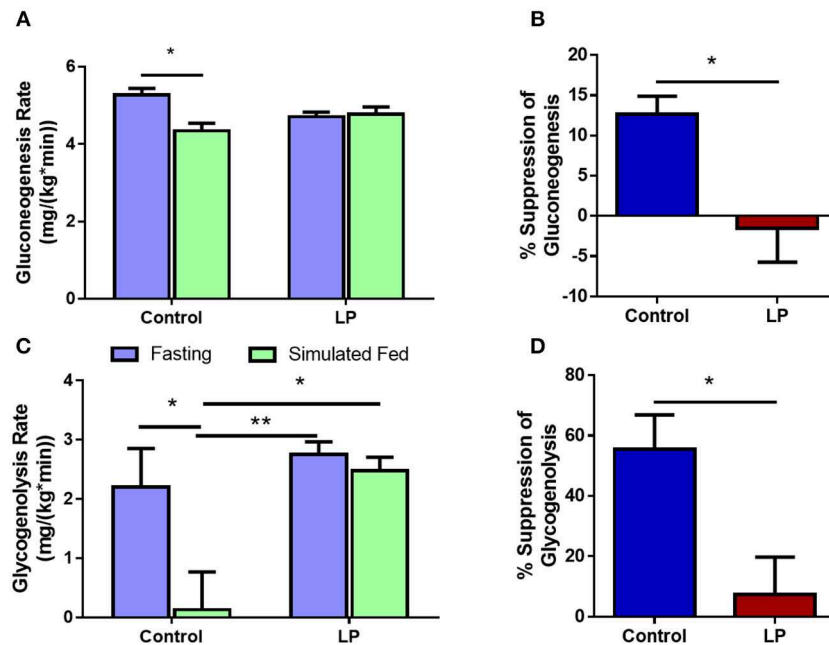 A
Gluconeogenesis Rate
(mg/(kg*min))
6
4
2
0
*
Control
LP
B
% Suppression of
Gluconeogenesis
20
15
10
5
0
-5
-10
*
Control
LP
C
Fasting
Simulated Fed
Glycogenolysis Rate
(mg/(kg*min))
4
3
2
1
0
*
*
**
Control
LP
D
% Suppression of
Glycogenolysis
80
60
40
20
0
*
Control
LP